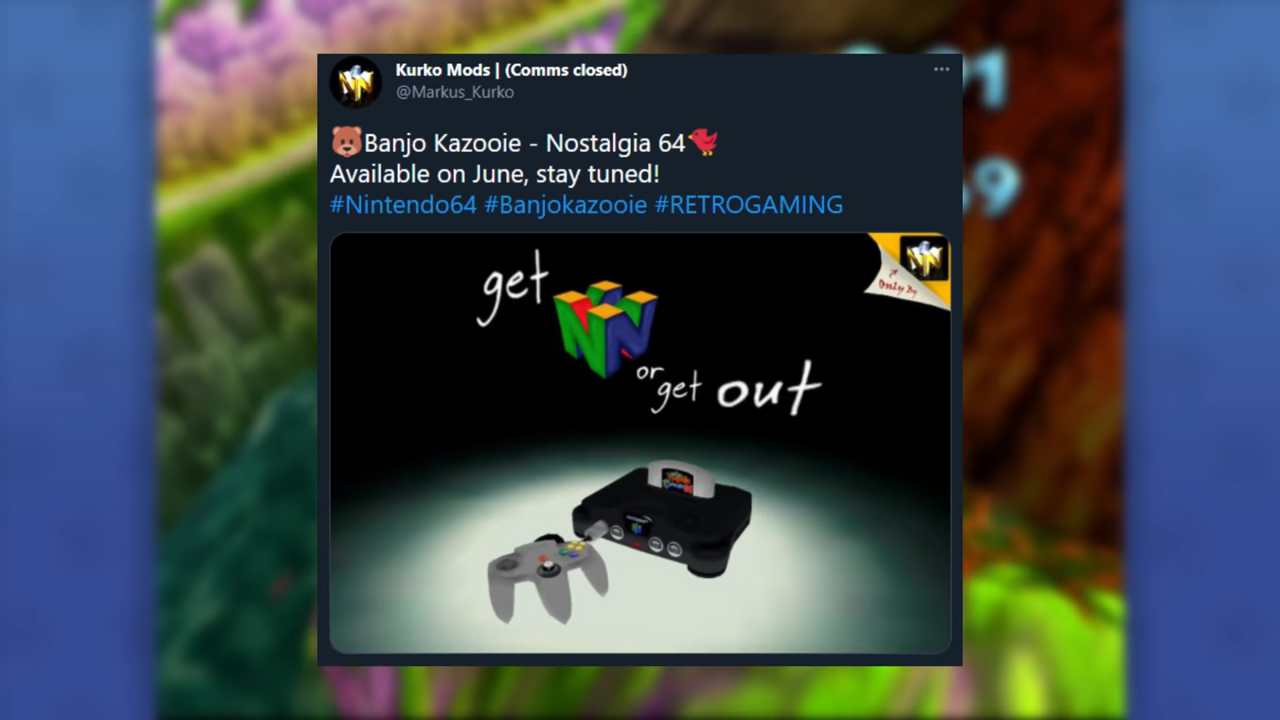 Kurko Mods | (Comms closed)
@Markus_Kurko
🐻Banjo Kazooie - Nostalgia 64🐦
Available on June, stay tuned!
#Nintendo64 #Banjokazooie #RETROGAMING
get
or get out
Only By